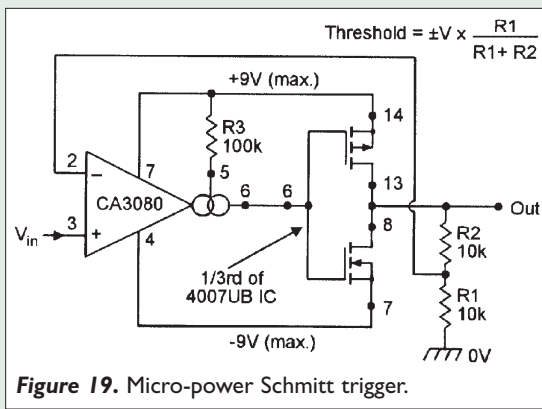 Threshold = ±V x R1
R1+ R2
+9V (max.)
14
R3
100k
2
7
5
–
CA3080
6
6
13
Out
8
3
V_in
+
4
R2
10k
1/3rd of
4007UB IC
R1
10k
7
-9V (max.)
0V
Figure 19. Micro-power Schmitt trigger.